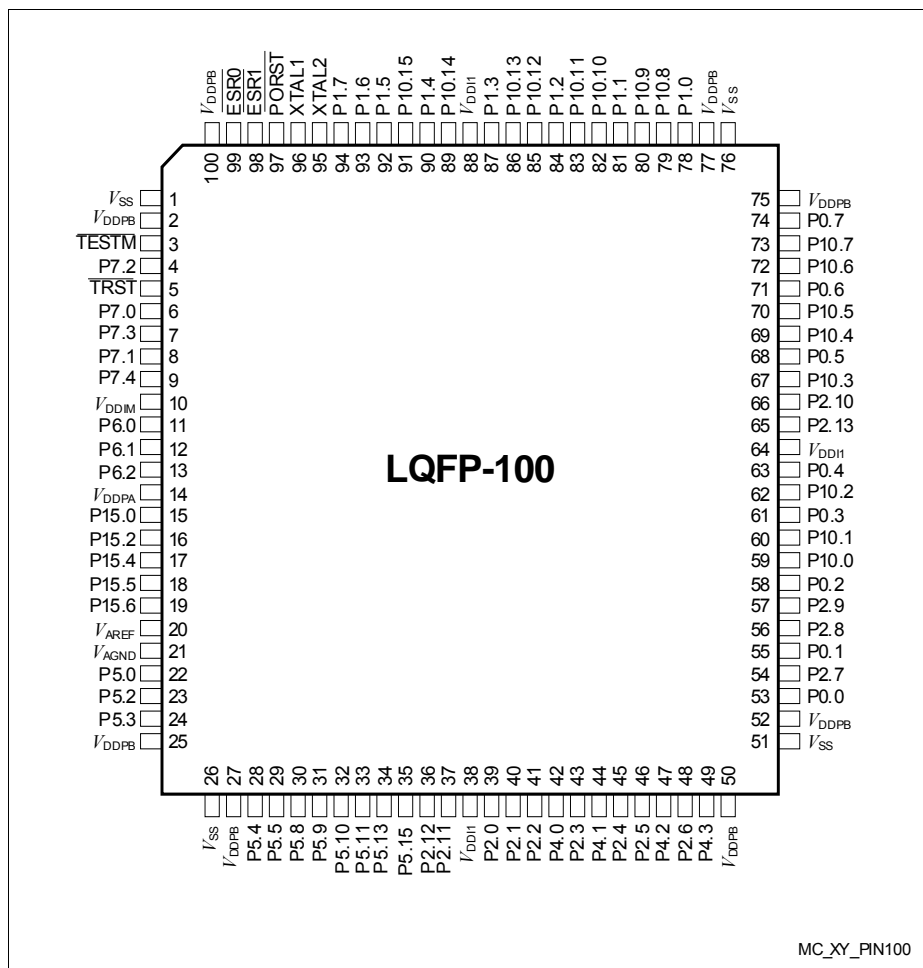 VDDPB ESR0 ESR1 PORST XTAL1 XTAL2 P1.7 P1.6 P1.5 P10.15 P1.4 P10.14 VDDI1 P1.3 P10.13 P10.12 P1.2 P10.11 P10.10 P1.1 P10.9 P10.8 P1.0 VDDPB VSS
100 99 98 97 96 95 94 93 92 91 90 89 88 87 86 85 84 83 82 81 80 79 78 77 76
VSS 1 75 VDDPB
VDDPB 2 74 P0.7
TESTM 3 73 P10.7
P7.2 4 72 P10.6
TRST 5 71 P0.6
P7.0 6 70 P10.5
P7.3 7 69 P10.4
P7.1 8 68 P0.5
P7.4 9 67 P10.3
VDDIM 10 66 P2.10
P6.0 11 65 P2.13
P6.1 12 64 VDDI1
P6.2 13 63 P0.4
LQFP-100
VDDPA 14 62 P10.2
P15.0 15 61 P0.3
P15.2 16 60 P10.1
P15.4 17 59 P10.0
P15.5 18 58 P0.2
P15.6 19 57 P2.9
VAREF 20 56 P2.8
VAGND 21 55 P0.1
P5.0 22 54 P2.7
P5.2 23 53 P0.0
P5.3 24 52 VDDPB
VDDPB 25 51 VSS
26 27 28 29 30 31 32 33 34 35 36 37 38 39 40 41 42 43 44 45 46 47 48 49 50
VSS VDDPB P5.4 P5.5 P5.8 P5.9 P5.10 P5.11 P5.13 P5.15 P2.12 P2.11 VDDI1 P2.0 P2.1 P2.2 P4.0 P2.3 P4.1 P2.4 P2.5 P4.2 P2.6 P4.3 VDDPB
MC_XY_PIN100